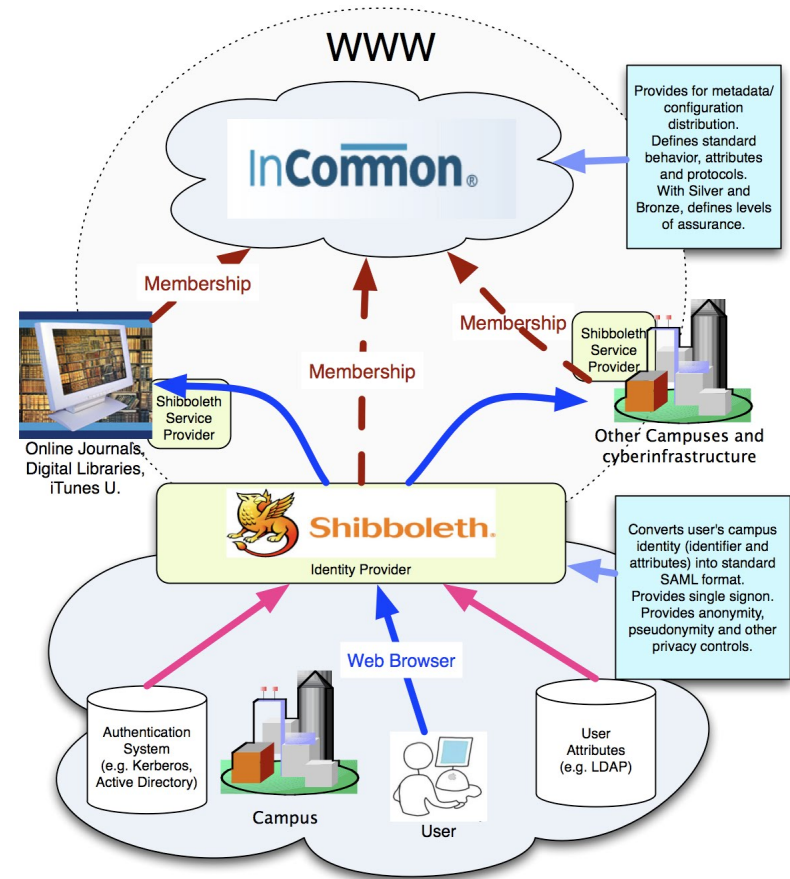 WWW
InCommon®
Provides for metadata/
configuration
distribution.
Defines standard
behavior, attributes
and protocols.
With Silver and
Bronze, defines levels
of assurance.
Membership
Membership
Membership
Shibboleth
Service
Provider
Shibboleth
Service
Provider
Online Journals,
Digital Libraries,
iTunes U.
Other Campuses and
cyberinfrastructure
Shibboleth.
Identity Provider
Converts user's campus
identity (identifier and
attributes) into standard
SAML format.
Provides single signon.
Provides anonymity,
pseudonymity and other
privacy controls.
Web Browser
Authentication
System
(e.g. Kerberos,
Active Directory)
Campus
User
User
Attributes
(e.g. LDAP)